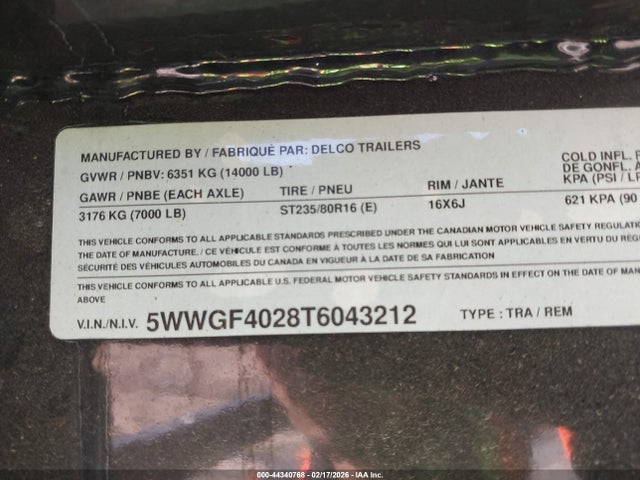 MANUFACTURED BY / FABRIQUÉ PAR: DELCO TRAILERS
GVWR / PNBV: 6351 KG (14000 LB)
COLD INFL.
DE GONFL. A
GAWR / PNBE (EACH AXLE) TIRE / PNEU RIM / JANTE KPA (PSI / L
3176 KG (7000 LB) ST235/80R16 (E) 16X6J 621 KPA (90
THIS VEHICLE CONFORMS TO ALL APPLICABLE STANDARDS PRESCRIBED UNDER THE CANADIAN MOTOR VEHICLE SAFETY REGULATIO
THE DATE OF MANUFACTURE. / CE VÉHICULE EST CONFORME À TOUTES LES NORMES QUI LUI SONT APPLICABLES EN VERTU DU RÈG
SÉCURITÉ DES VÉHICULES AUTOMOBILES DU CANADA EN VIGUEUR À LA DATE DE SA FABRICATION
THIS VEHICLE CONFORMS TO ALL APPLICABLE U.S. FEDERAL MOTOR VEHICLE SAFETY STANDARDS IN EFFECT ON THE DATE OF MAN
ABOVE
V.I.N./N.I.V. 5WWGF4028T6043212 TYPE : TRA / REM
000-44340768 - 02/17/2026 - IAA Inc.